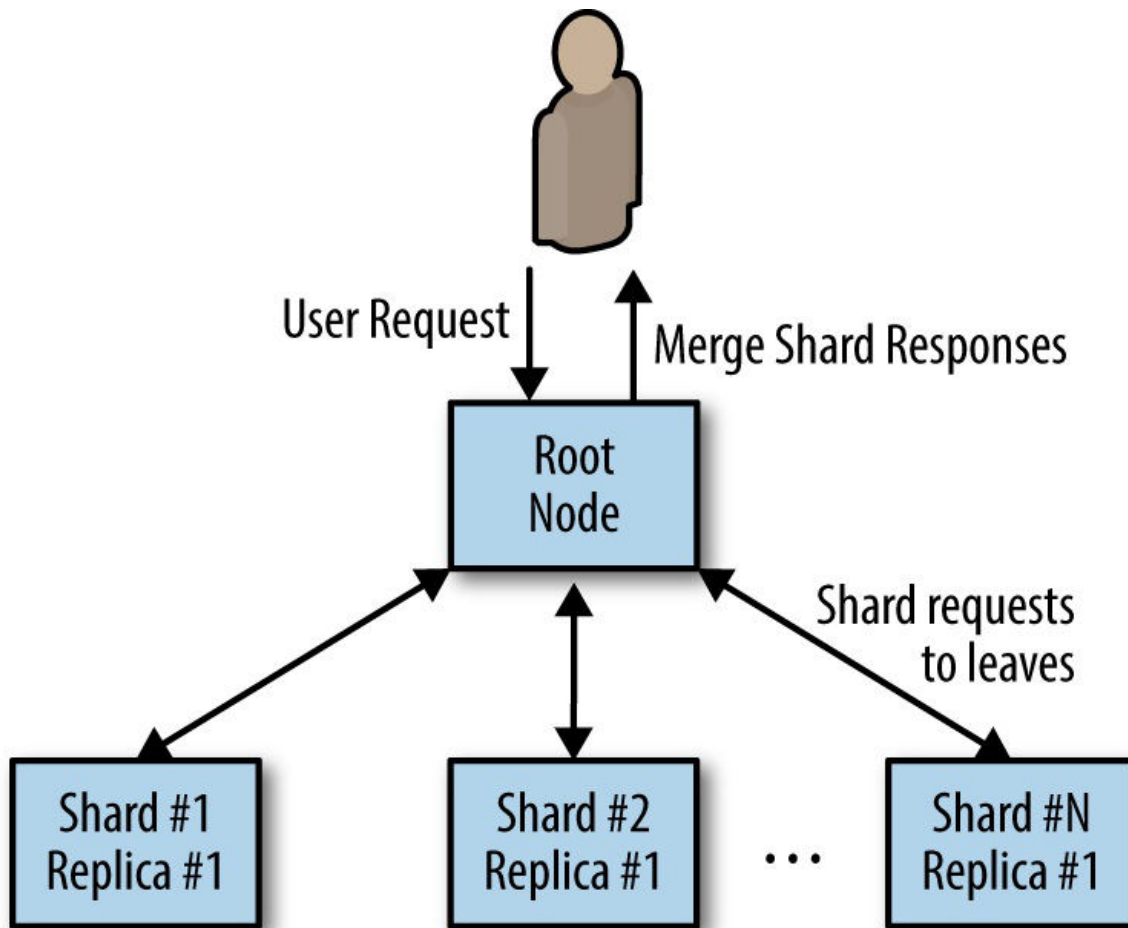 User Request
Merge Shard Responses
Root
Node
Shard requests
to leaves
Shard #1
Replica #1
Shard #2
Replica #1
...
Shard #N
Replica #1